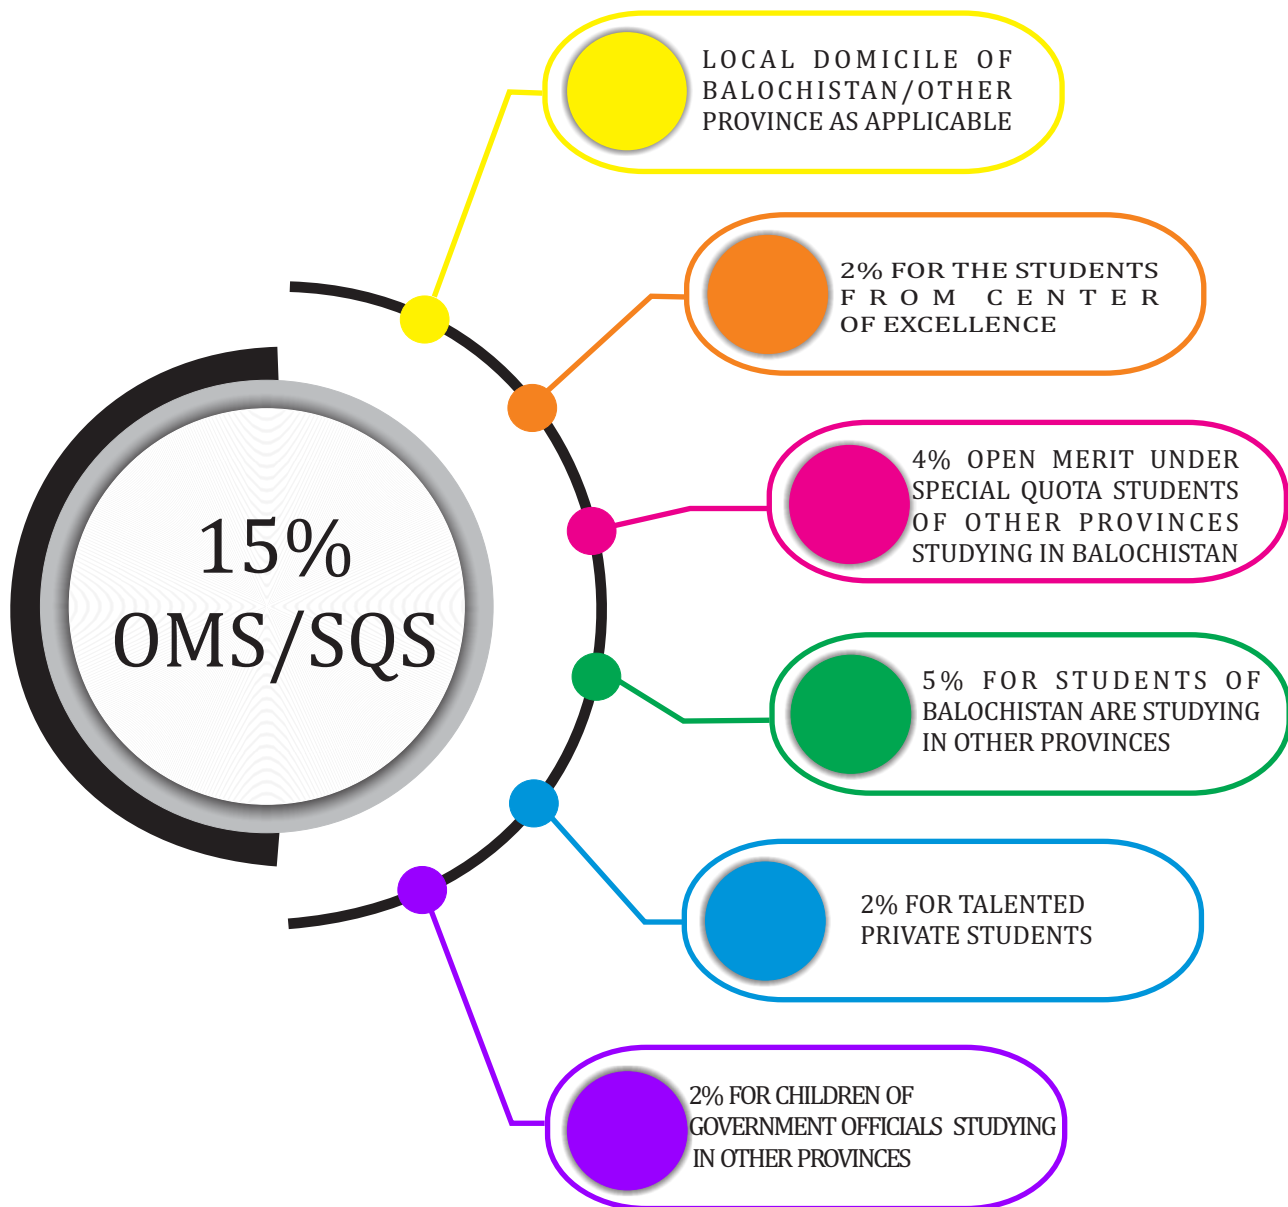 LOCAL DOMICILE OF
BALOCHISTAN/OTHER
PROVINCE AS APPLICABLE
2% FOR THE STUDENTS
FROM CENTER
OF EXCELLENCE
4% OPEN MERIT UNDER
SPECIAL QUOTA STUDENTS
OF OTHER PROVINCES
STUDYING IN BALOCHISTAN
15%
OMS/SQS
5% FOR STUDENTS OF
BALOCHISTAN ARE STUDYING
IN OTHER PROVINCES
2% FOR TALENTED
PRIVATE STUDENTS
2% FOR CHILDREN OF
GOVERNMENT OFFICIALS STUDYING
IN OTHER PROVINCES